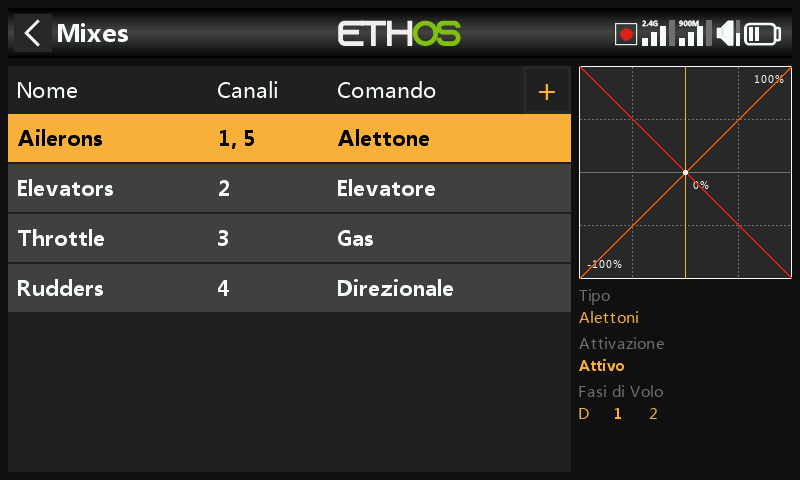 Mixes ETHOS 2.4G 900M
Nome Canali Comando +
Ailerons 1, 5 Alettone
Elevators 2 Elevatore
Throttle 3 Gas
Rudders 4 Direzionale
100%
0%
-100%
Tipo
Alettoni
Attivazione
Attivo
Fasi di Volo
D 1 2